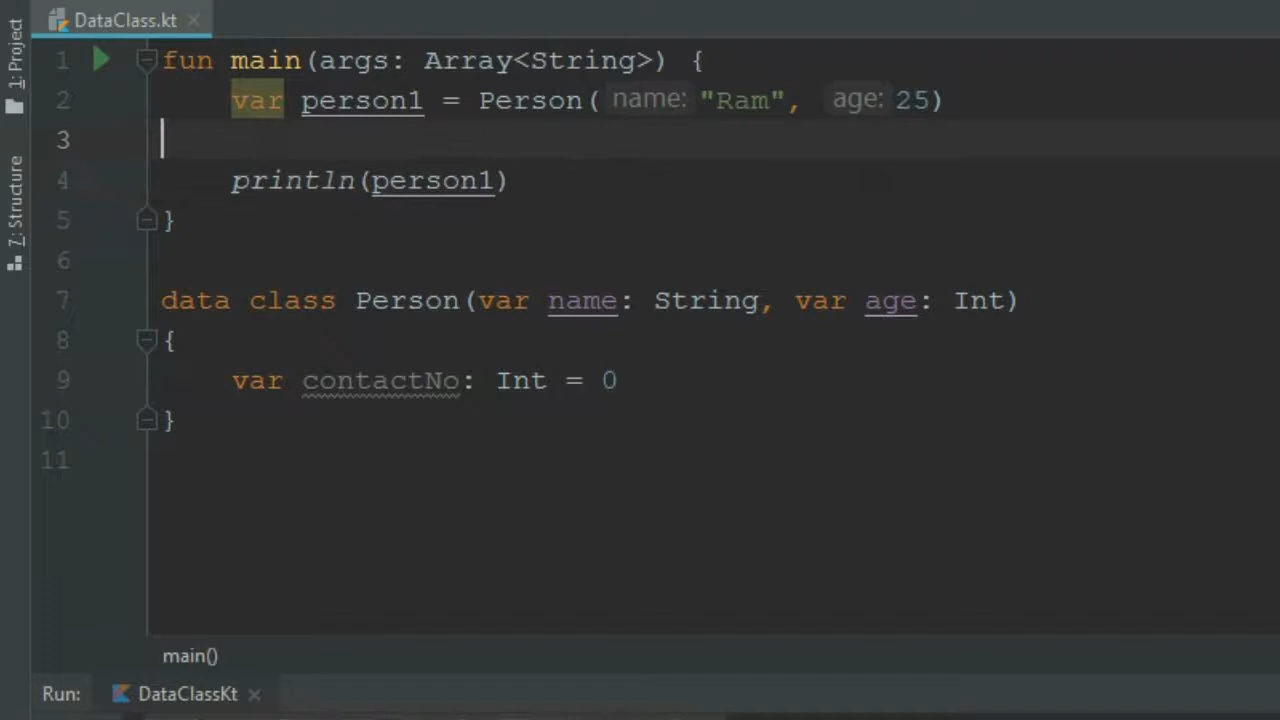 DataClass.kt
1: Project
7: Structure
1 fun main(args: Array<String>) {
2 var person1 = Person( name: "Ram", age: 25)
3
4 println(person1)
5 }
6
7 data class Person(var name: String, var age: Int)
8 {
9 var contactNo: Int = 0
10 }
11
main()
Run: DataClassKt